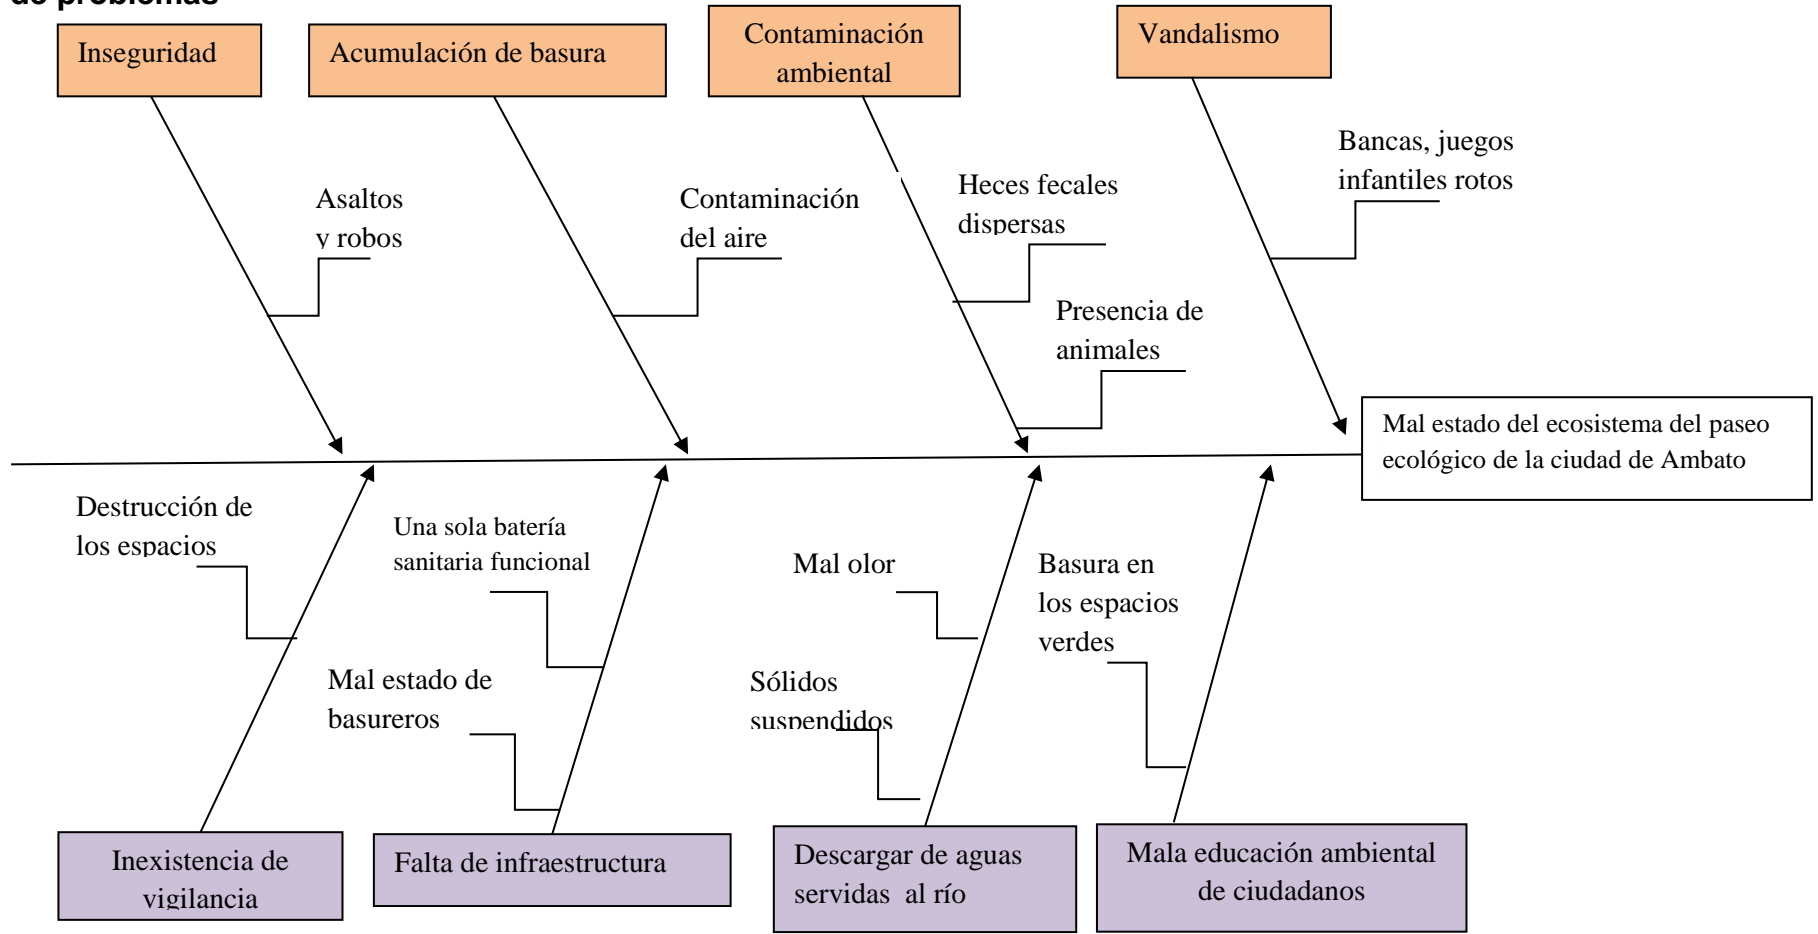 de problemas
Inseguridad
Acumulación de basura
Contaminación
ambiental
Vandalismo
Asaltos
y robos
Contaminación
del aire
Heces fecales
dispersas
Presencia de
animales
Bancas, juegos
infantiles rotos
Mal estado del ecosistema del paseo
ecológico de la ciudad de Ambato
Destrucción de
los espacios
Una sola batería
sanitaria funcional
Mal estado de
basureros
Mal olor
Sólidos
suspendidos
Basura en
los espacios
verdes
Inexistencia de
vigilancia
Falta de infraestructura
Descargar de aguas
servidas al río
Mala educación ambiental
de ciudadanos